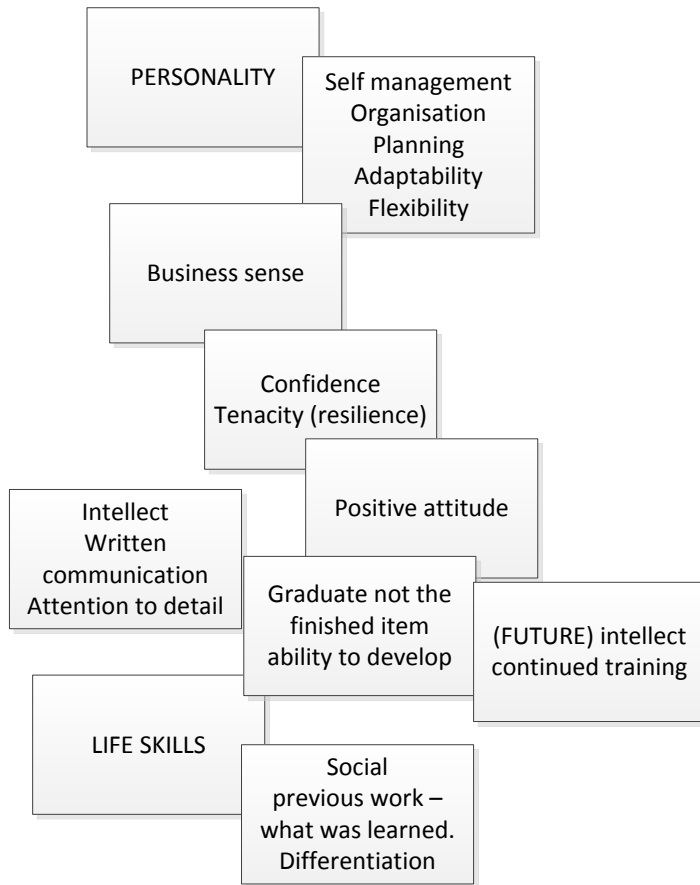 PERSONALITY
Self management
Organisation
Planning
Adaptability
Flexibility
Business sense
Confidence
Tenacity (resilience)
Positive attitude
Intellect
Written
communication
Attention to detail
Graduate not the
finished item
ability to develop
(FUTURE) intellect
continued training
LIFE SKILLS
Social
previous work –
what was learned.
Differentiation